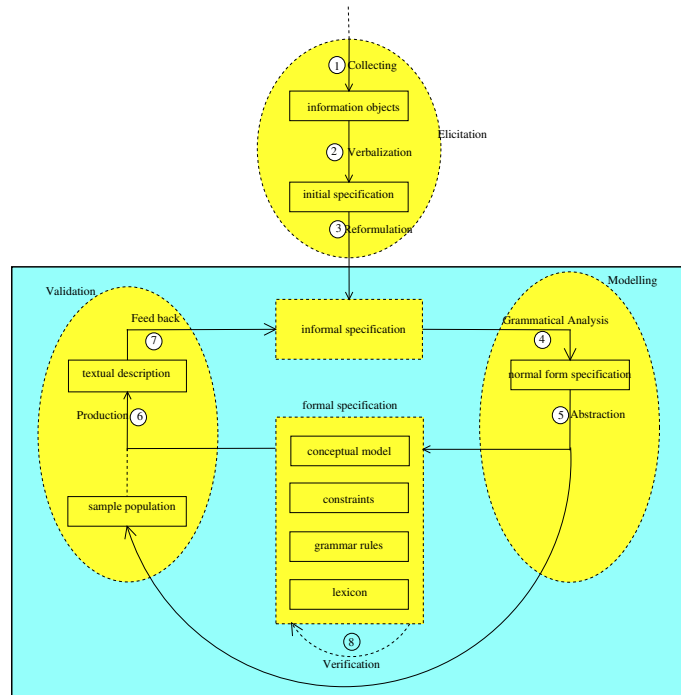 1 Collecting
information objects
Elicitation
2 Verbalization
initial specification
3 Reformulation
Validation
Modelling
Feed back
7
informal specification
Grammatical Analysis
4
textual description
normal form specification
formal specification
Production 6
5 Abstraction
conceptual model
constraints
sample population
grammar rules
lexicon
8
Verification